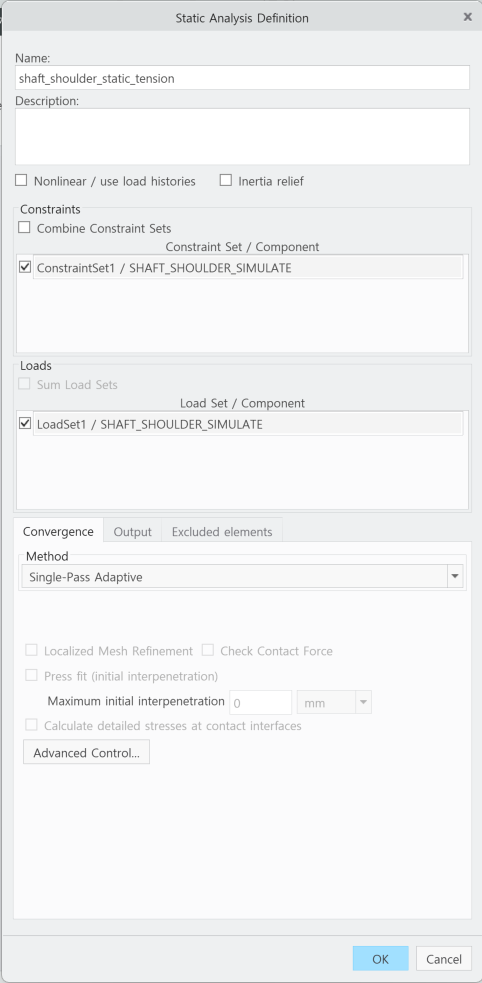 Static Analysis Definition
Name:
shaft_shoulder_static_tension
Description:
Nonlinear / use load histories Inertia relief
Constraints
Combine Constraint Sets
Constraint Set / Component
ConstraintSet1 / SHAFT_SHOULDER_SIMULATE
Loads
Sum Load Sets
Load Set / Component
LoadSet1 / SHAFT_SHOULDER_SIMULATE
Convergence Output Excluded elements
Method
Single-Pass Adaptive
Localized Mesh Refinement Check Contact Force
Press fit (initial interpenetration)
Maximum initial interpenetration 0 mm
Calculate detailed stresses at contact interfaces
Advanced Control...
OK Cancel